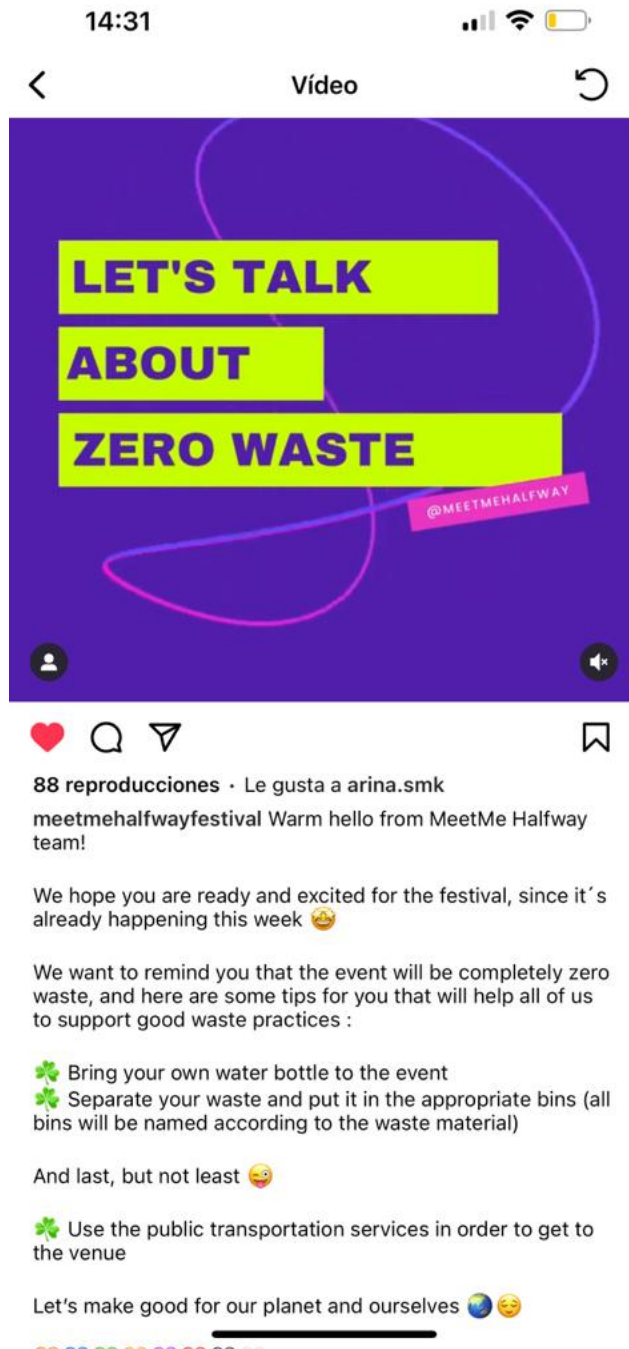 14:31
Vídeo
LET'S TALK
ABOUT
ZERO WASTE
@MEETMEHALFWAY
88 reproducciones · Le gusta a arina.smk
meetmehalfwayfestival Warm hello from MeetMe Halfway
team!
We hope you are ready and excited for the festival, since it´s
already happening this week 🤩
We want to remind you that the event will be completely zero
waste, and here are some tips for you that will help all of us
to support good waste practices :
☘️ Bring your own water bottle to the event
☘️ Separate your waste and put it in the appropriate bins (all
bins will be named according to the waste material)
And last, but not least 😜
☘️ Use the public transportation services in order to get to
the venue
Let’s make good for our planet and ourselves 🌏😌